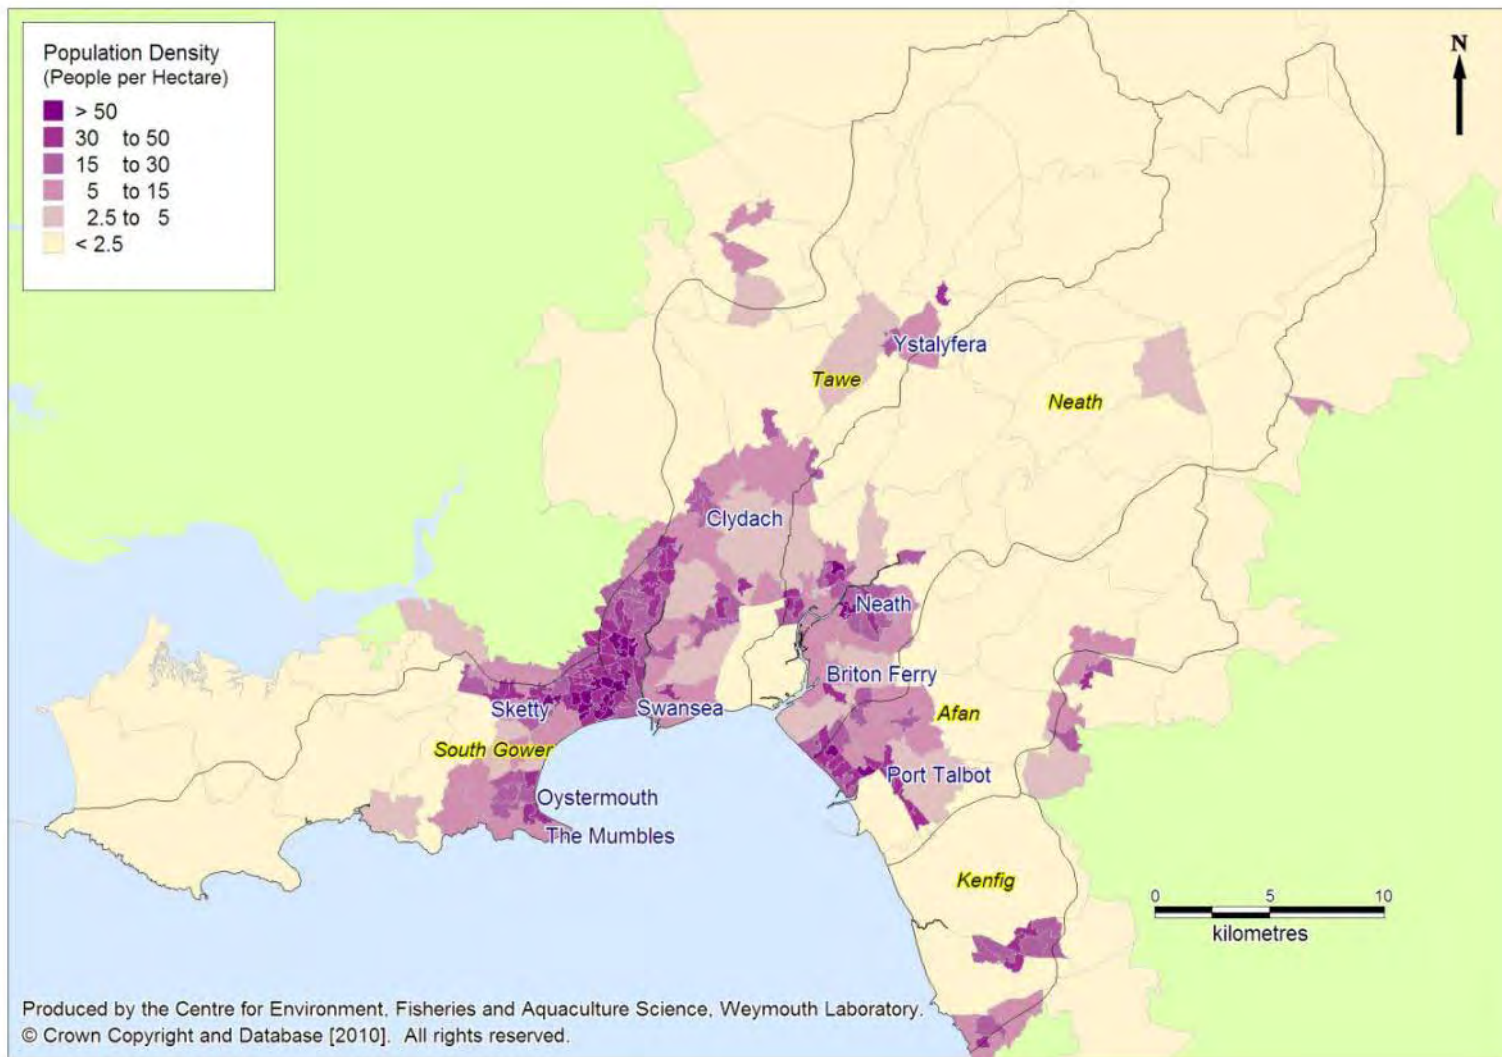 Population Density
(People per Hectare)
> 50
30 to 50
15 to 30
5 to 15
2.5 to 5
< 2.5
N
Ystalyfera
Tawe
Neath
Clydach
Neath
Briton Ferry
Sketty
Swansea
Afan
South Gower
Port Talbot
Oystermouth
The Mumbles
Kenfig
0 5 10
kilometres
Produced by the Centre for Environment, Fisheries and Aquaculture Science, Weymouth Laboratory.
© Crown Copyright and Database [2010]. All rights reserved.